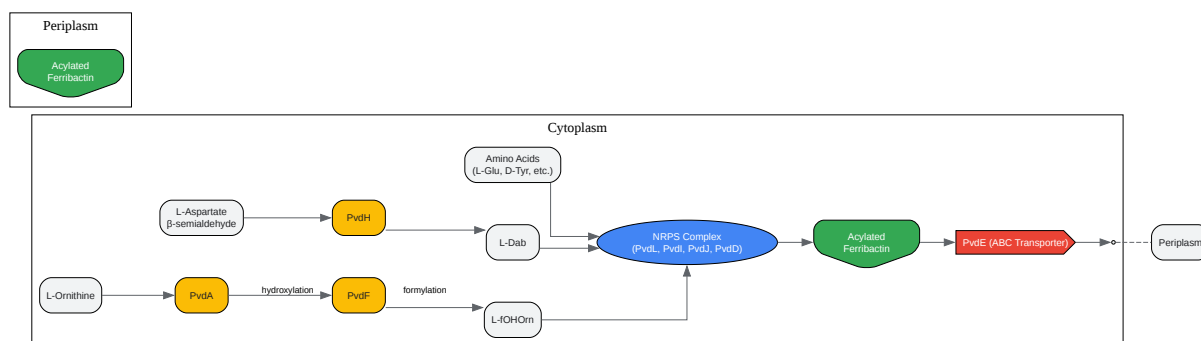 Periplasm
Acylated
Ferribactin
Cytoplasm
Amino Acids
(L-Glu, D-Tyr, etc.)
L-Aspartate
β-semialdehyde
PvdH
L-Dab
NRPS Complex
(PvdL, PvdI, PvdJ, PvdD)
Acylated
Ferribactin
PvdE (ABC Transporter)
Periplasm
L-Ornithine
PvdA
hydroxylation
PvdF
formylation
L-fOHOrn